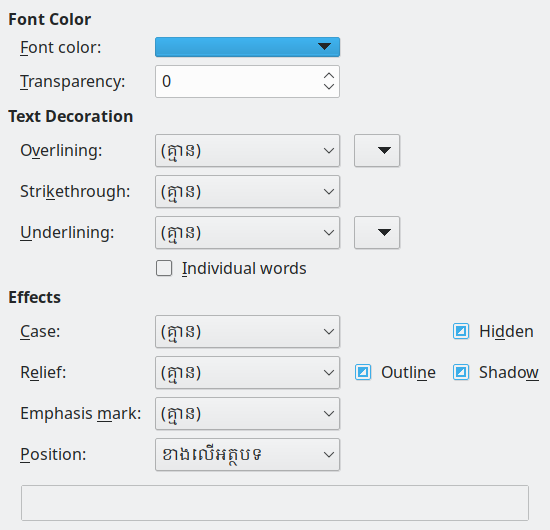 Font Color
Font color:
Transparency: 0
Text Decoration
Overlining: (គ្មាន)
Strikethrough: (គ្មាន)
Underlining: (គ្មាន)
Individual words
Effects
Case: (គ្មាន) Hidden
Relief: (គ្មាន) Outline Shadow
Emphasis mark: (គ្មាន)
Position: ខាងលើអត្ថបទ